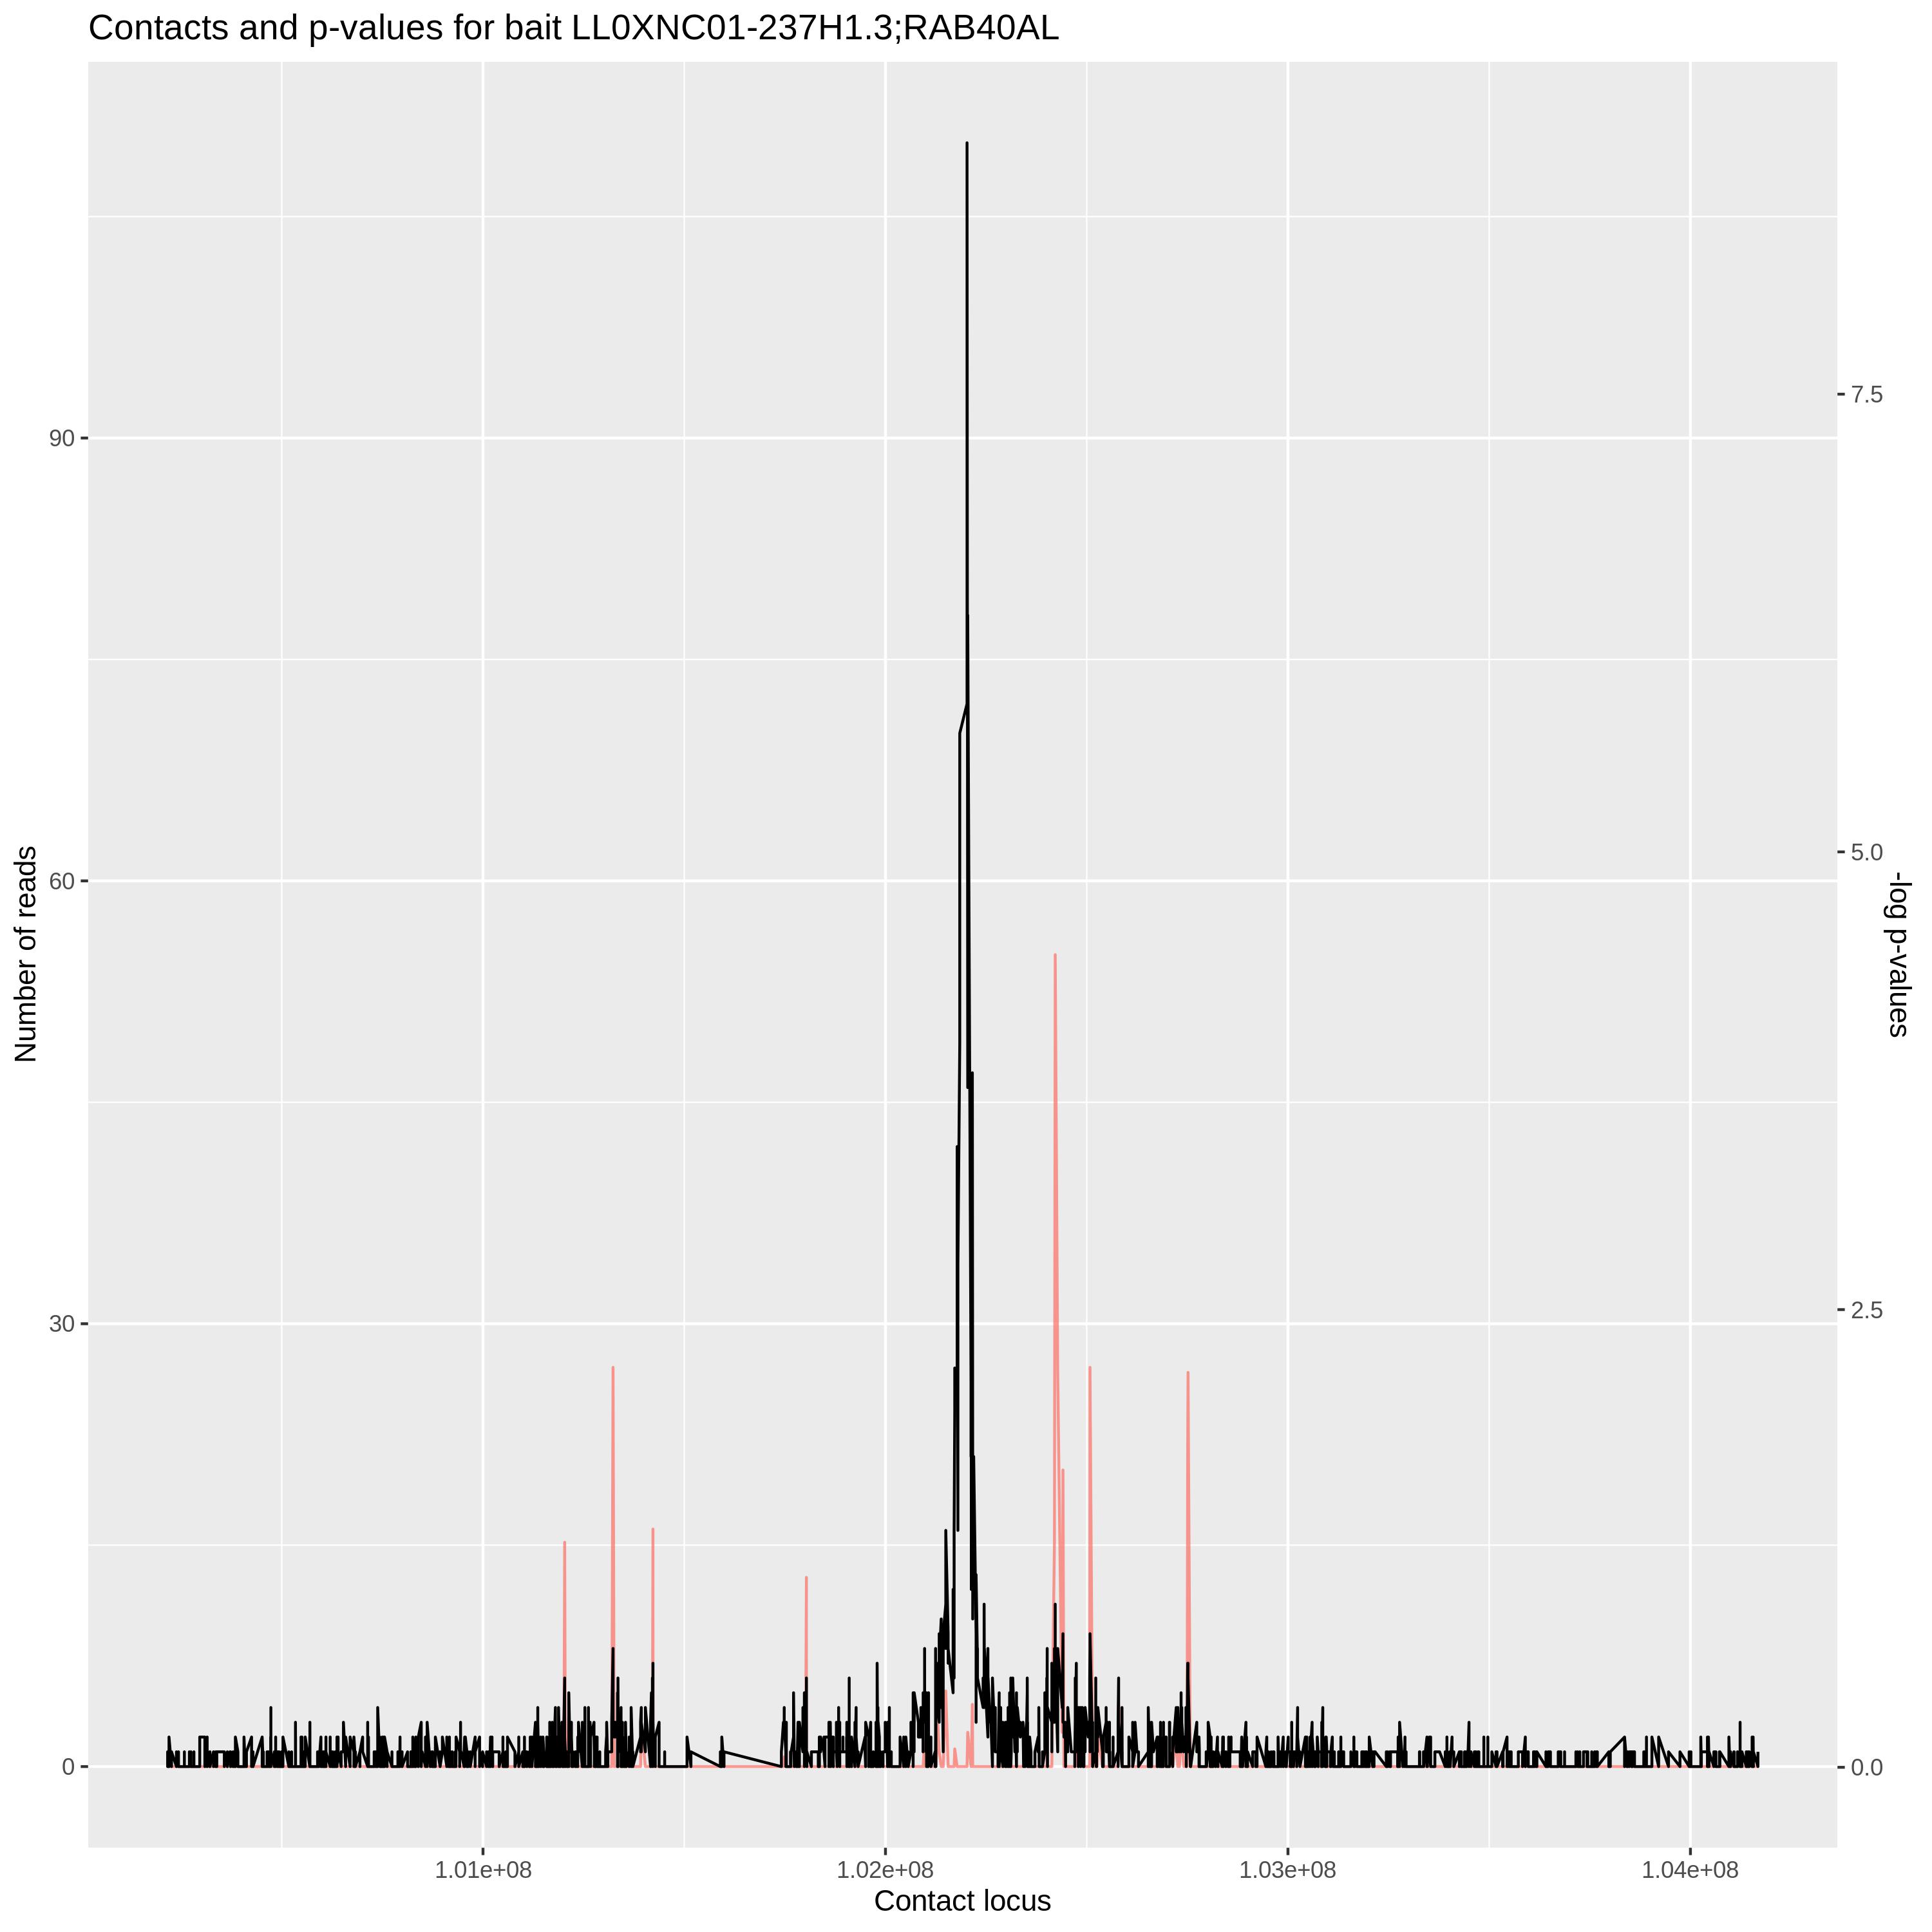 Contacts and p-values for bait LL0XNC01-237H1.3;RAB40AL
Number of reads
90
60
30
0
7.5
5.0
2.5
0.0
-log p-values
1.01e+08 1.02e+08 1.03e+08 1.04e+08
Contact locus